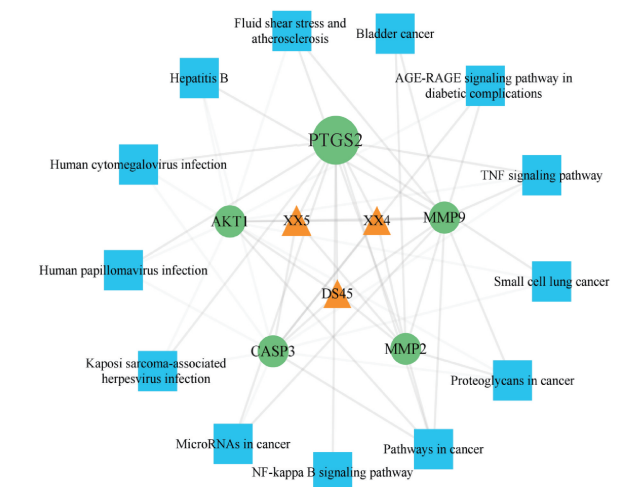 Fluid shear stress and
atherosclerosis
Bladder cancer
Hepatitis B
AGE-RAGE signaling pathway in
diabetic complications
PTGS2
Human cytomegalovirus infection
TNF signaling pathway
AKT1
XX5
XX4
MMP9
Human papillomavirus infection
Small cell lung cancer
DS45
CASP3
MMP2
Kaposi sarcoma-associated
herpesvirus infection
Proteoglycans in cancer
MicroRNAs in cancer
Pathways in cancer
NF-kappa B signaling pathway